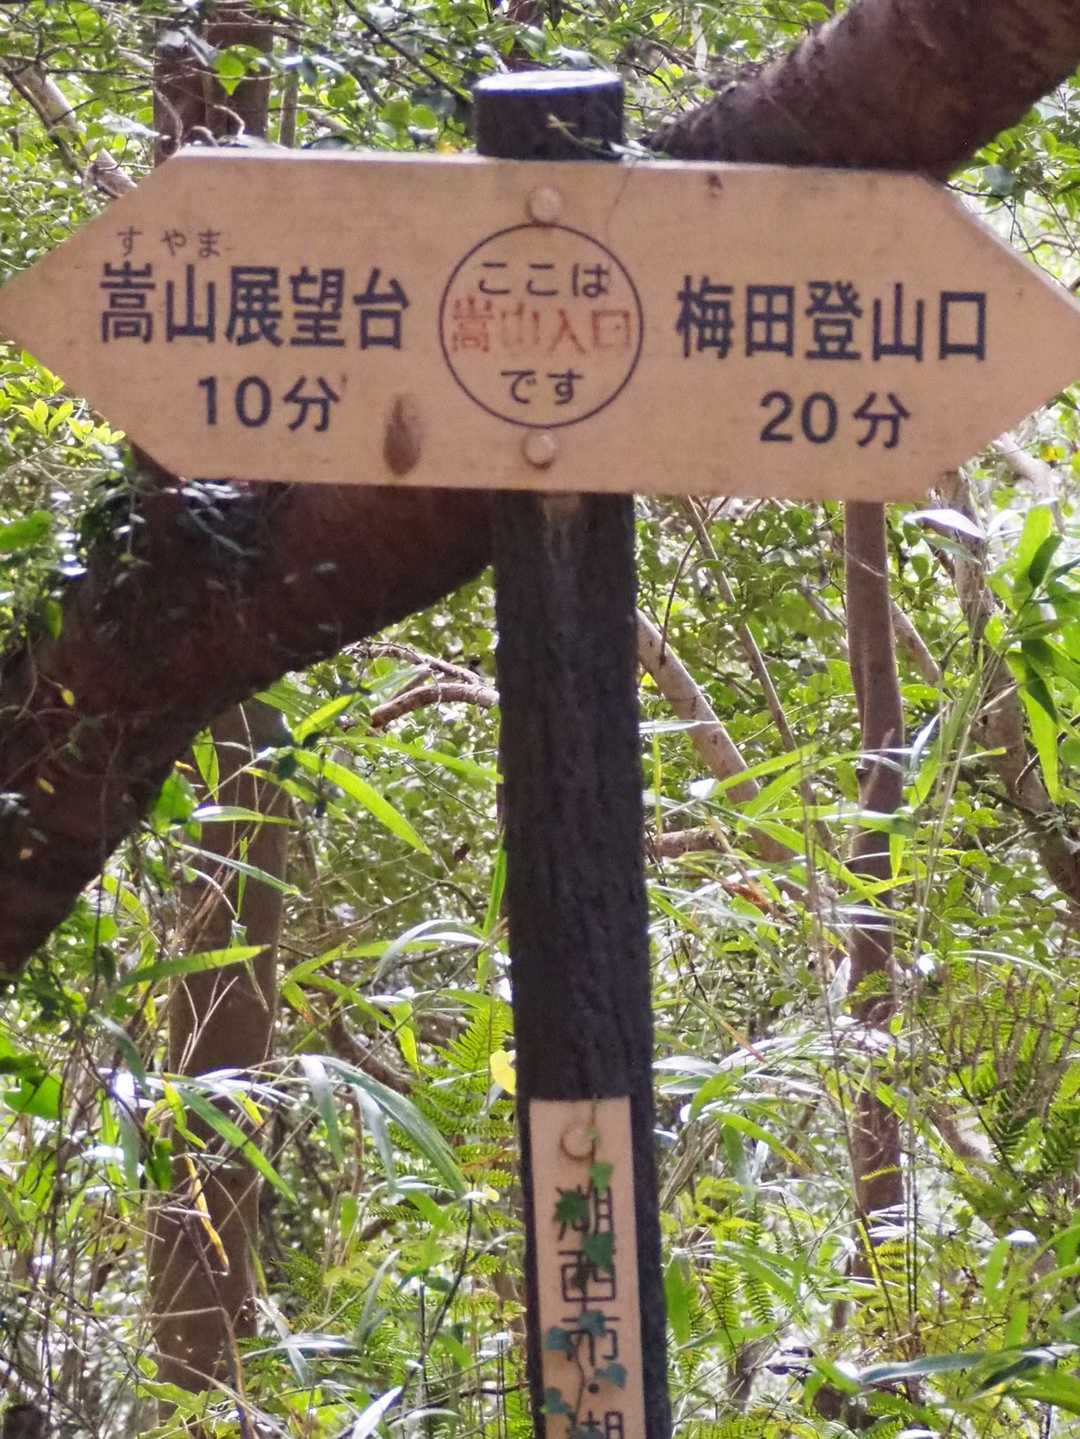 すやま
嵩山展望台
10分
ここは
嵩山入口
です
梅田登山口
20分
湖西市・湖